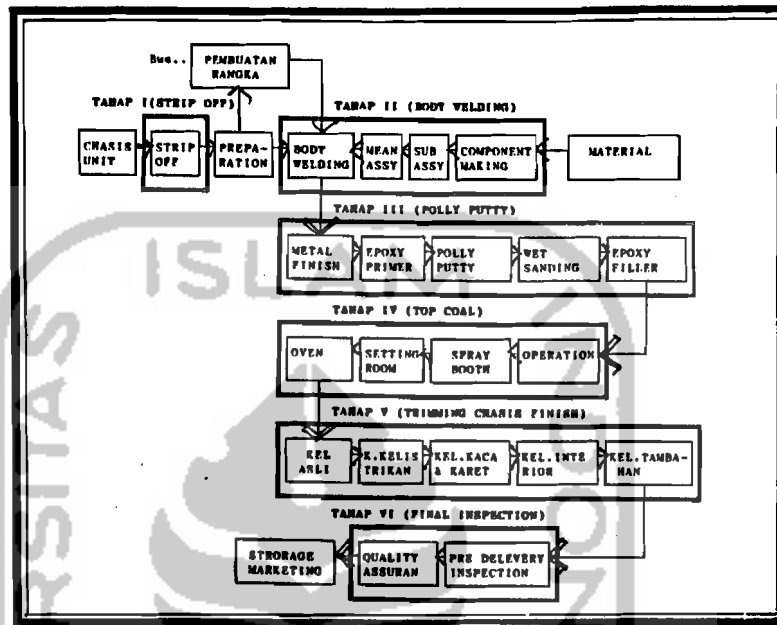 Bus.. PEMBUATAN
RANGKA
TAHAP I(STRIP OFF)
TAHAP II (BODY WELDING)
CHASIS
UNIT
STRIP
OFF
PREPA-
RATION
BODY
WELDING
MEAN
ASSY
SUB
ASSY
COMPONENT
MAKING
MATERIAL
TAHAP III (POLLY PUTTY)
METAL
FINISH
EPOXY
PRIMER
POLLY
PUTTY
WET
SANDING
EPOXY
FILLER
ISLAM
TAHAP IV (TOP COAL)
OVEN
SETTING
ROOM
SPRAY
BOOTH
OPERATION
TAHAP V (TRIMMING CHASIS FINISH)
KEL
ASLI
K.KELIS
TRIKAN
KEL.KACA
& KARET
KEL.INTE
RIOR
KEL.TAMBA-
HAN
TAHAP VI (FINAL INSPECTION)
STRORAGE
MARKETING
QUALITY
ASSURAN
PRE DELEVERY
INSPECTION